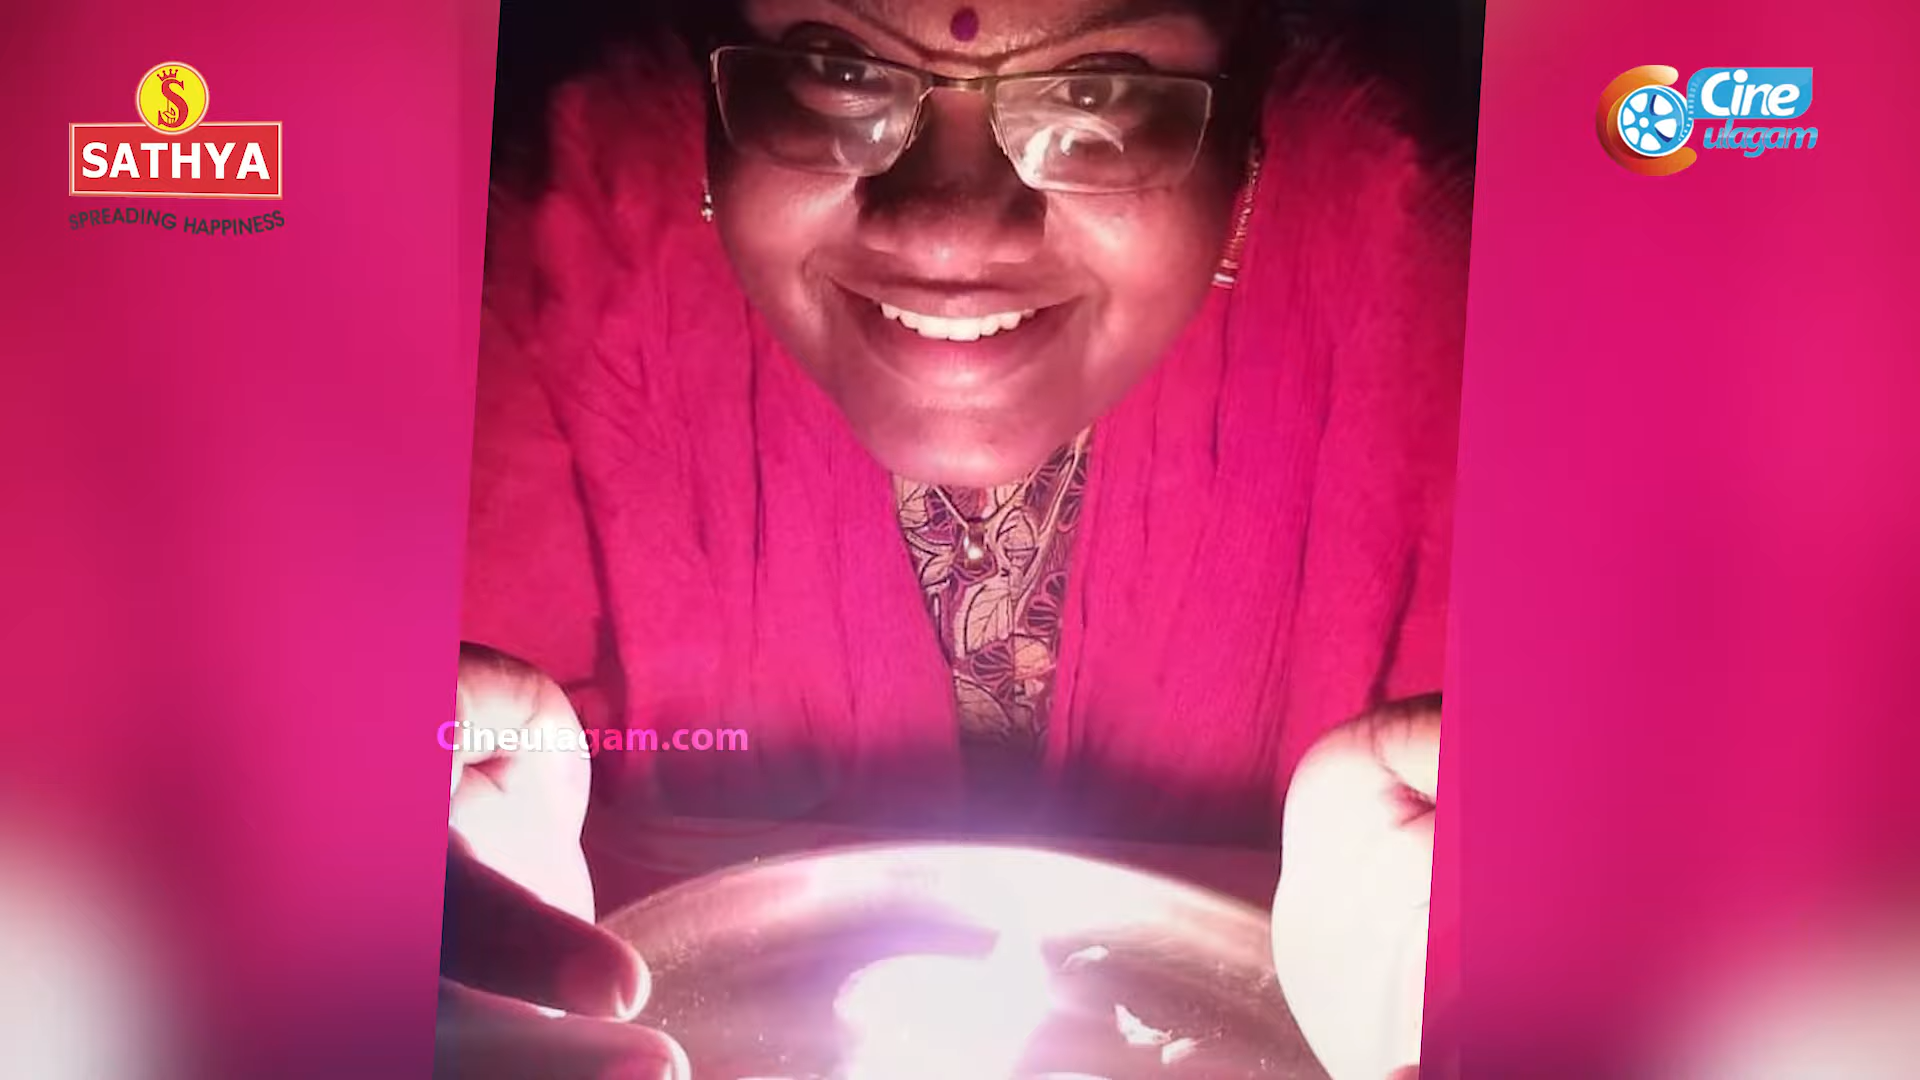 S
SATHYA
SPREADING HAPPINESS
Cine
ulagam
Cineulagam.com